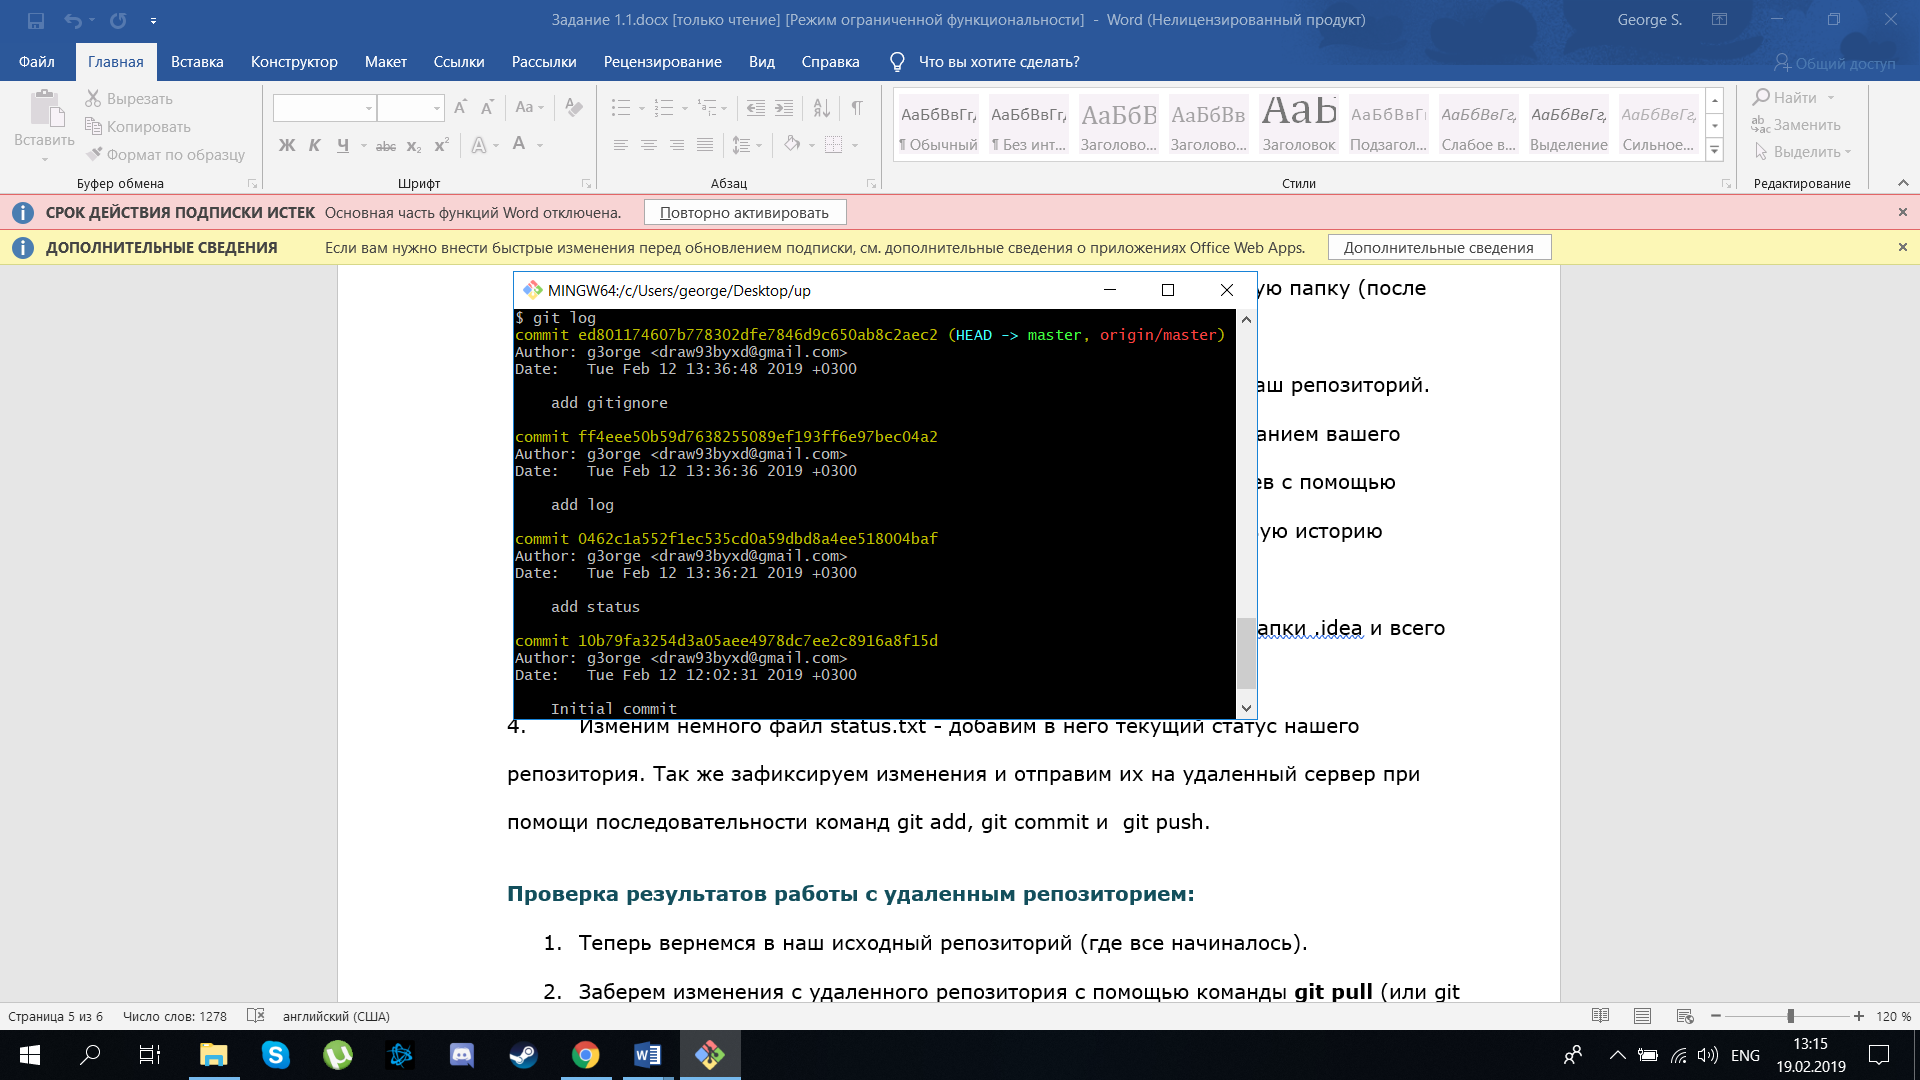 Задание 1.1.docx [только чтение] [Режим ограниченной функциональности] - Word (Нелицензированный продукт)
George S.
Файл Главная Вставка Конструктор Макет Ссылки Рассылки Рецензирование Вид Справка Что вы хотите сделать? Общий доступ
Вставить
Вырезать
Копировать
Формат по образцу
Буфер обмена
Ж К Ч abc x₂ x² A A Aa
Шрифт
Абзац
АаБбВвГг, АаБбВвГг, АаБбВ АаБбВв АаБ АаБбВвГ АаБбВвГг, АаБбВвГг, АаБбВвГг,
¶ Обычный ¶ Без инт... Заголово... Заголово... Заголовок Подзагол... Слабое в... Выделение Сильное...
Стили
Найти
Заменить
Выделить
Редактирование
СРОК ДЕЙСТВИЯ ПОДПИСКИ ИСТЕК Основная часть функций Word отключена. Повторно активировать
ДОПОЛНИТЕЛЬНЫЕ СВЕДЕНИЯ Если вам нужно внести быстрые изменения перед обновлением подписки, см. дополнительные сведения о приложениях Office Web Apps. Дополнительные сведения
MINGW64:/c/Users/george/Desktop/up
$ git log
commit ed801174607b778302dfe7846d9c650ab8c2aec2 (HEAD -> master, origin/master)
Author: g3orge <draw93byxd@gmail.com>
Date: Tue Feb 12 13:36:48 2019 +0300
add gitignore
commit ff4eee50b59d7638255089ef193ff6e97bec04a2
Author: g3orge <draw93byxd@gmail.com>
Date: Tue Feb 12 13:36:36 2019 +0300
add log
commit 0462c1a552f1ec535cd0a59dbd8a4ee518004baf
Author: g3orge <draw93byxd@gmail.com>
Date: Tue Feb 12 13:36:21 2019 +0300
add status
commit 10b79fa3254d3a05aee4978dc7ee2c8916a8f15d
Author: g3orge <draw93byxd@gmail.com>
Date: Tue Feb 12 12:02:31 2019 +0300
Initial commit
ую папку (после
аш репозиторий.
анием вашего
ев с помощью
ую историю
апки .idea и всего
4. Изменим немного файл status.txt - добавим в него текущий статус нашего
репозитория. Так же зафиксируем изменения и отправим их на удаленный сервер при
помощи последовательности команд git add, git commit и git push.
Проверка результатов работы с удаленным репозиторием:
1. Теперь вернемся в наш исходный репозиторий (где все начиналось).
2. Заберем изменения с удаленного репозитория с помощью команды git pull (или git
Страница 5 из 6 Число слов: 1278 английский (США) 120 %
ENG
13:15
19.02.2019